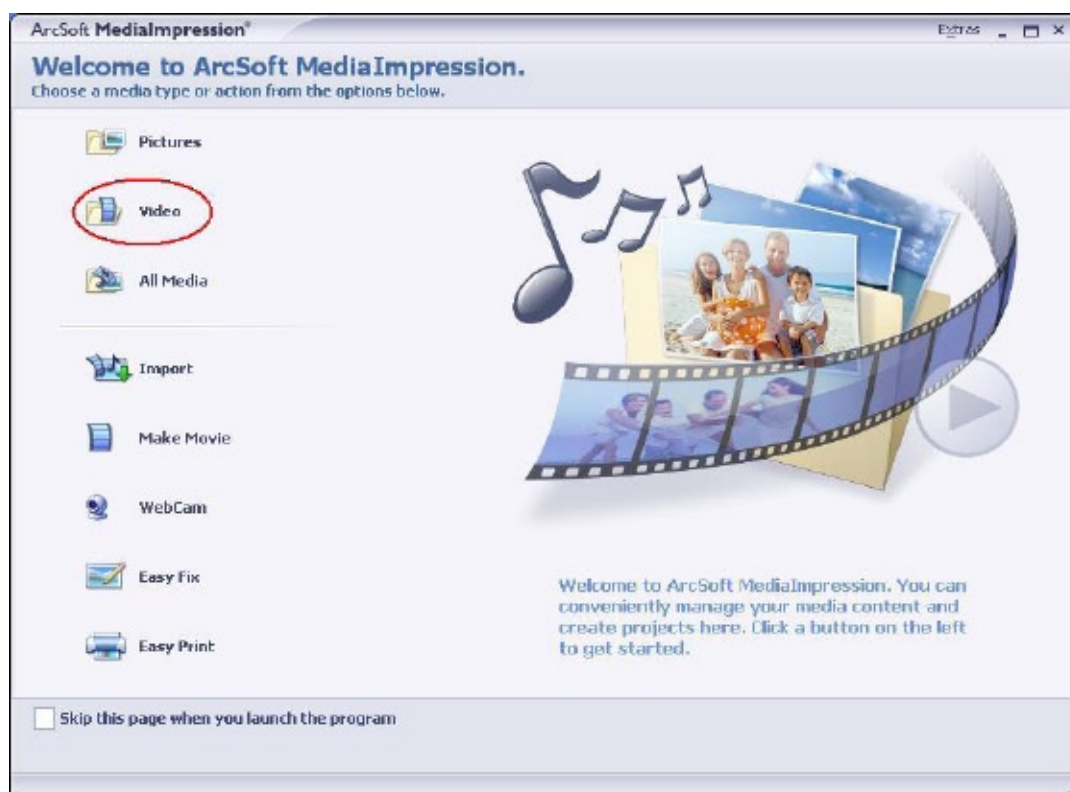 ArcSoft MediaImpression®
Extras
Welcome to ArcSoft MediaImpression.
Choose a media type or action from the options below.
Pictures
Video
All Media
Import
Make Movie
WebCam
Easy Fix
Easy Print
Welcome to ArcSoft MediaImpression. You can
conveniently manage your media content and
create projects here. Click a button on the left
to get started.
Skip this page when you launch the program